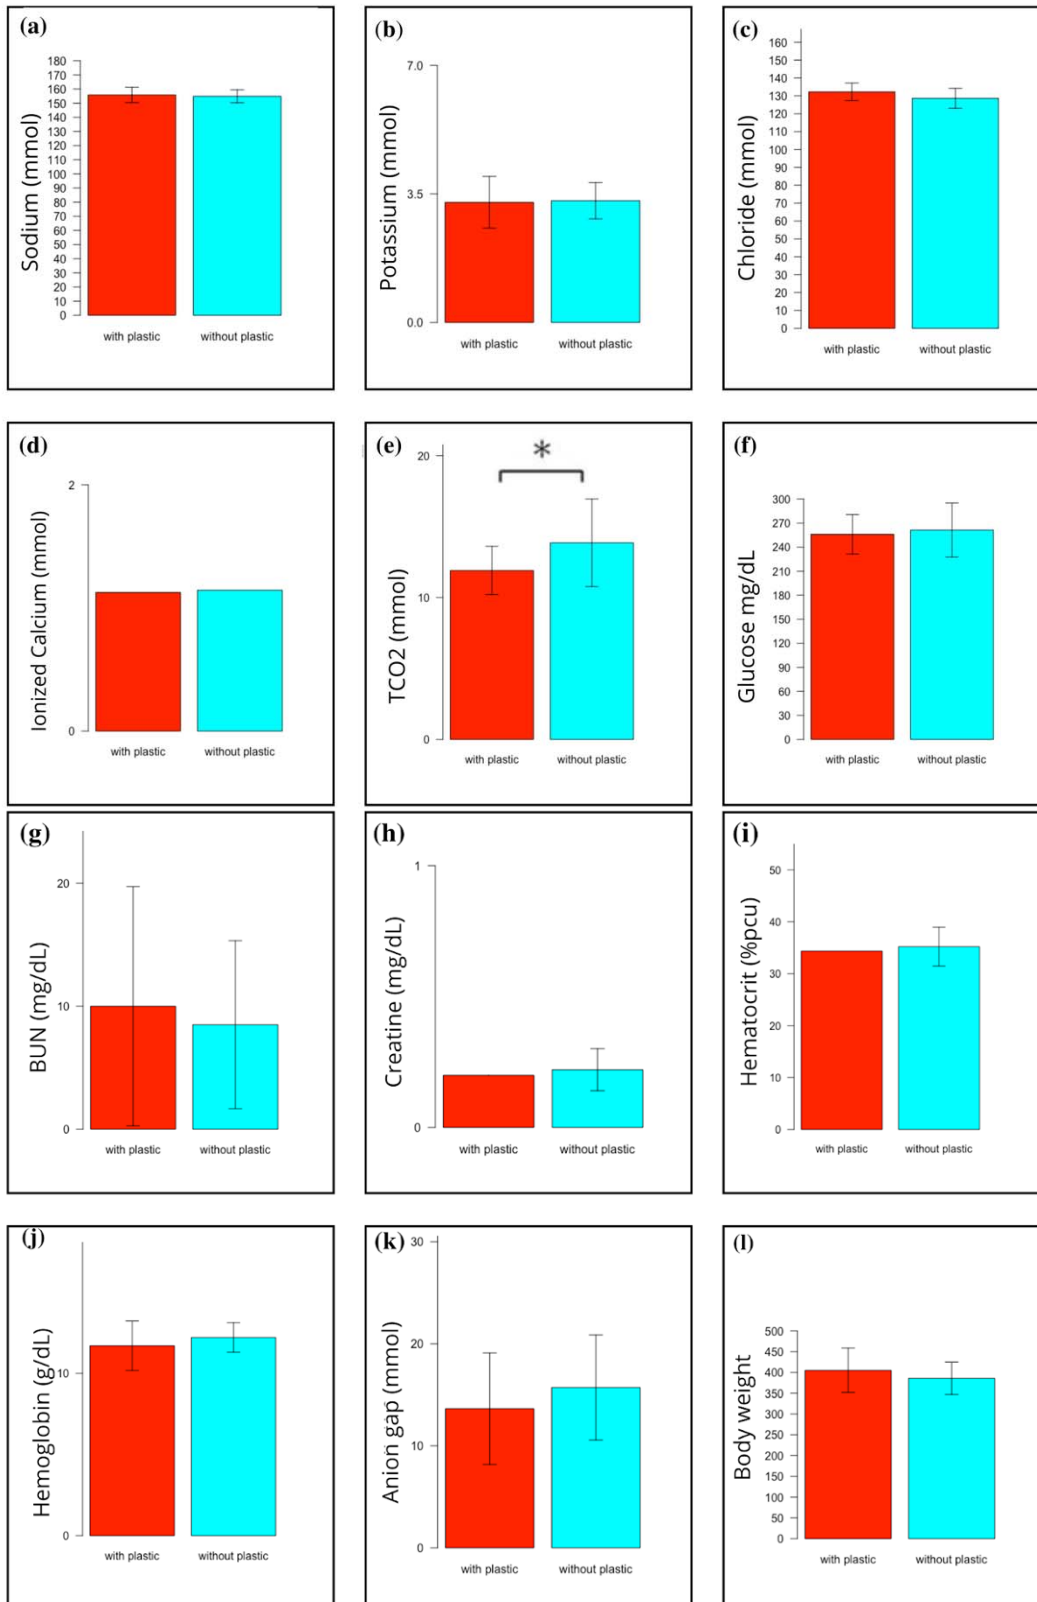 (a)
Sodium (mmol)
180
170
160
150
140
130
120
110
100
90
80
70
60
50
40
30
20
10
0
with plastic without plastic
(b)
Potassium (mmol)
7.0
3.5
0.0
with plastic without plastic
(c)
Chloride (mmol)
160
150
140
130
120
110
100
90
80
70
60
50
40
30
20
10
0
with plastic without plastic
(d)
Ionized Calcium (mmol)
2
0
with plastic without plastic
(e)
TCO2 (mmol)
20
10
0
*
with plastic without plastic
(f)
Glucose mg/dL
300
270
240
210
180
150
120
90
60
30
0
with plastic without plastic
(g)
BUN (mg/dL)
20
10
0
with plastic without plastic
(h)
Creatine (mg/dL)
1
0
with plastic without plastic
(i)
Hematocrit (%pcu)
50
40
30
20
10
0
with plastic without plastic
(j)
Hemoglobin (g/dL)
10
0
with plastic without plastic
(k)
Anion gap (mmol)
30
20
10
0
with plastic without plastic
(l)
Body weight
500
450
400
350
300
250
200
150
100
50
0
with plastic without plastic